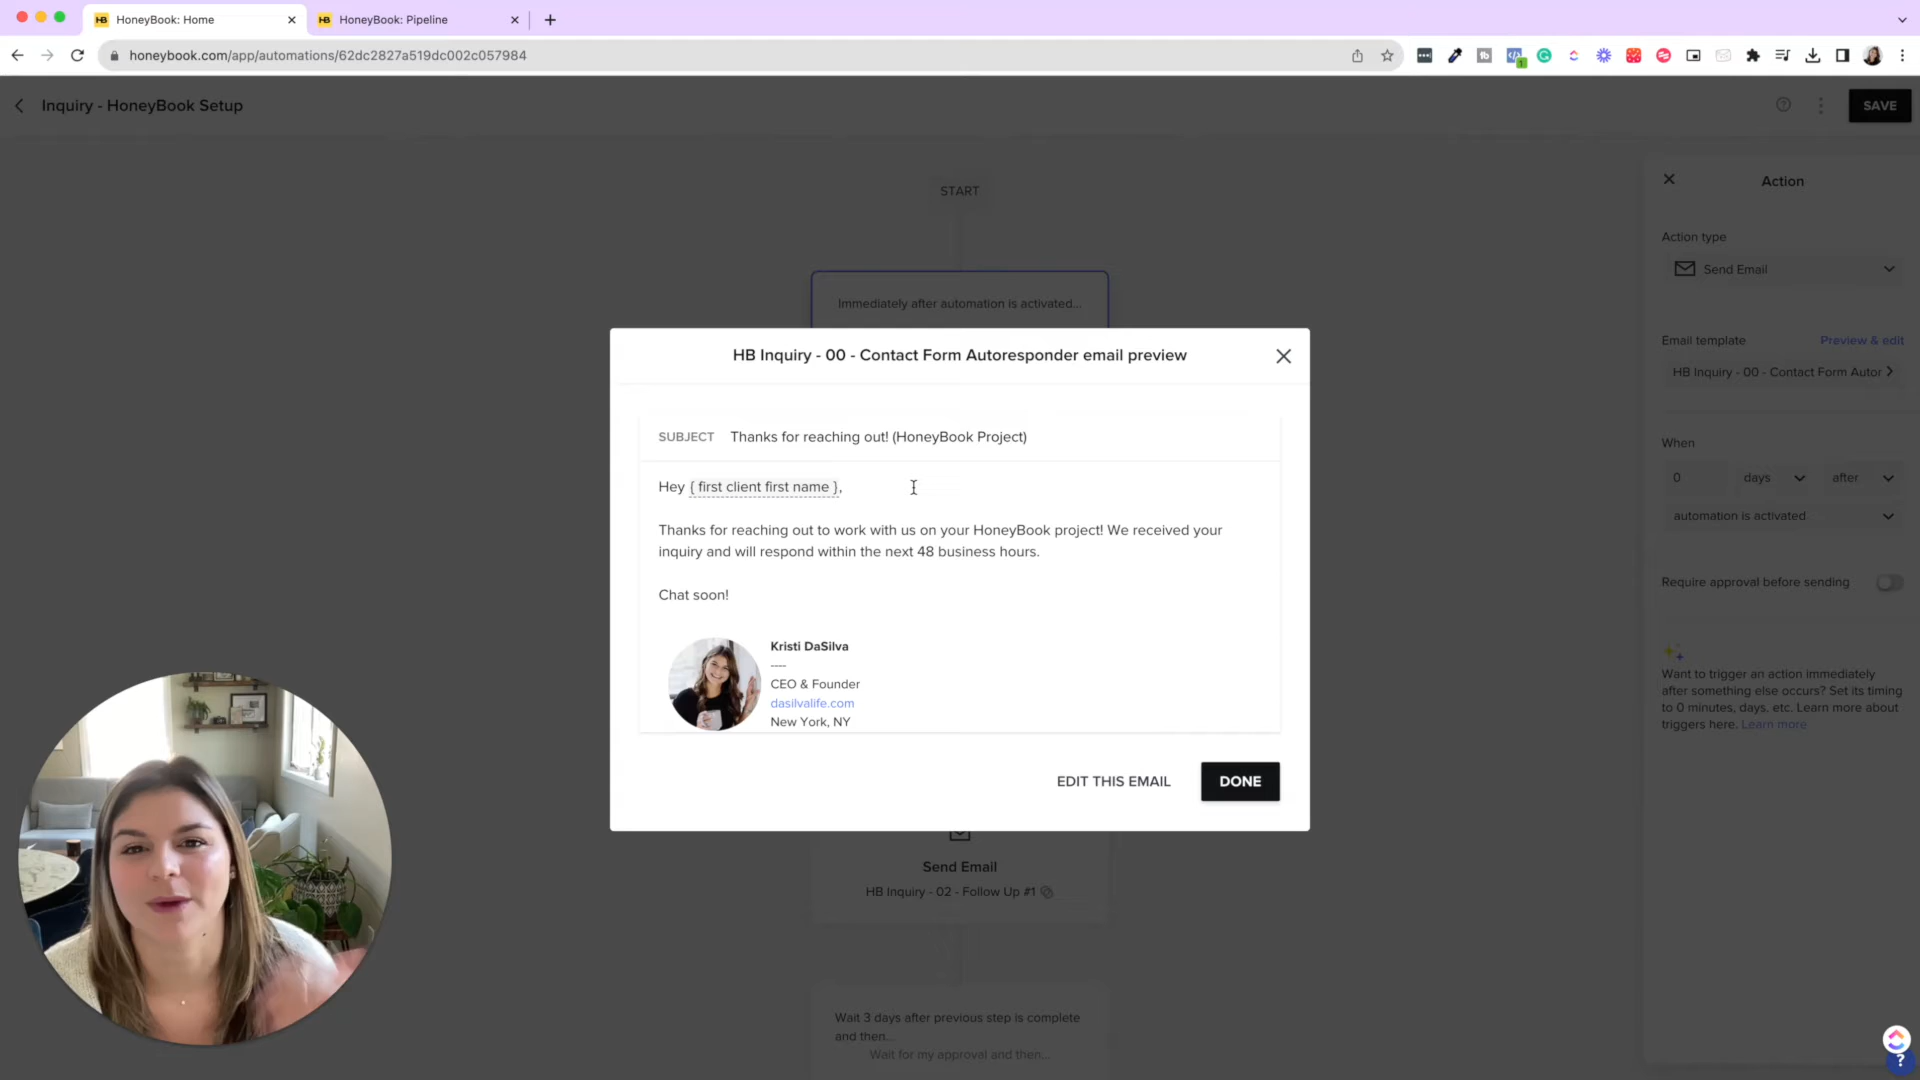 HB HoneyBook: Home
HB HoneyBook: Pipeline
honeybook.com/app/automations/62dc2827a519dc002c057984
1
Inquiry - HoneyBook Setup
SAVE
START
Immediately after automation is activated...
HB Inquiry - 00 - Contact Form Autoresponder email preview
SUBJECT Thanks for reaching out! (HoneyBook Project)
Hey { first client first name },
Thanks for reaching out to work with us on your HoneyBook project! We received your
inquiry and will respond within the next 48 business hours.
Chat soon!
Kristi DaSilva
----
CEO & Founder
dasilvalife.com
New York, NY
EDIT THIS EMAIL
DONE
Send Email
HB Inquiry - 02 - Follow Up #1
Wait 3 days after previous step is complete
and then...
Wait for my approval and then...
Action
Action type
Send Email
Email template Preview & edit
HB Inquiry - 00 - Contact Form Autor
When
0 days after
automation is activated
Require approval before sending
Want to trigger an action immediately
after something else occurs? Set its timing
to 0 minutes, days. etc. Learn more about
triggers here. Learn more
?